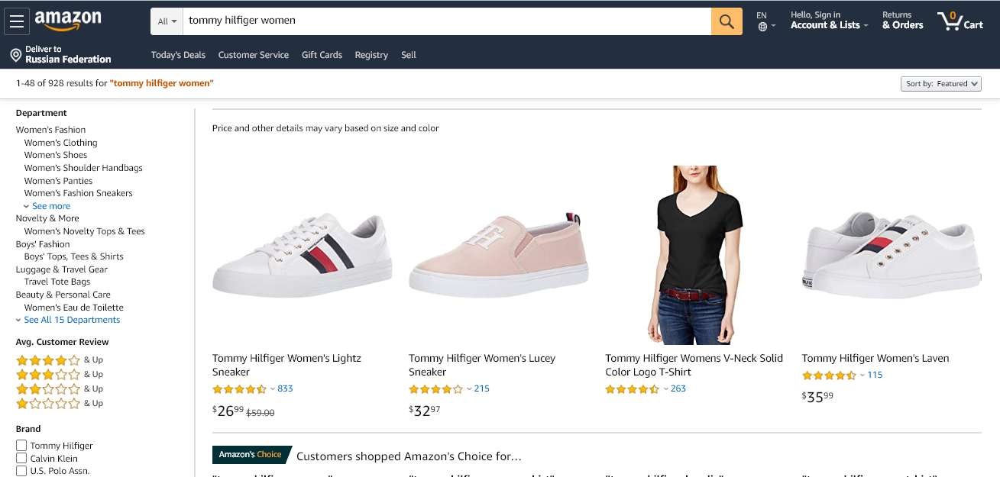 amazon
All
tommy hilfiger women
EN
Hello, Sign in
Account & Lists
Returns
& Orders
0
Cart
Deliver to
Russian Federation
Today's Deals
Customer Service
Gift Cards
Registry
Sell
1-48 of 928 results for "tommy hilfiger women"
Sort by: Featured
Department
Women's Fashion
Women's Clothing
Women's Shoes
Women's Shoulder Handbags
Women's Panties
Women's Fashion Sneakers
See more
Novelty & More
Women's Novelty Tops & Tees
Boys' Fashion
Boys' Tops, Tees & Shirts
Luggage & Travel Gear
Travel Tote Bags
Beauty & Personal Care
Women's Eau de Toilette
See All 15 Departments
Avg. Customer Review
& Up
& Up
& Up
& Up
Brand
Tommy Hilfiger
Calvin Klein
U.S. Polo Assn.
Price and other details may vary based on size and color
TH
Tommy Hilfiger Women's Lightz
Sneaker
833
$2699 $59.00
Tommy Hilfiger Women's Lucey
Sneaker
215
$3297
Tommy Hilfiger Womens V-Neck Solid
Color Logo T-Shirt
263
Tommy Hilfiger Women's Laven
115
$3599
Amazon's Choice
Customers shopped Amazon's Choice for…